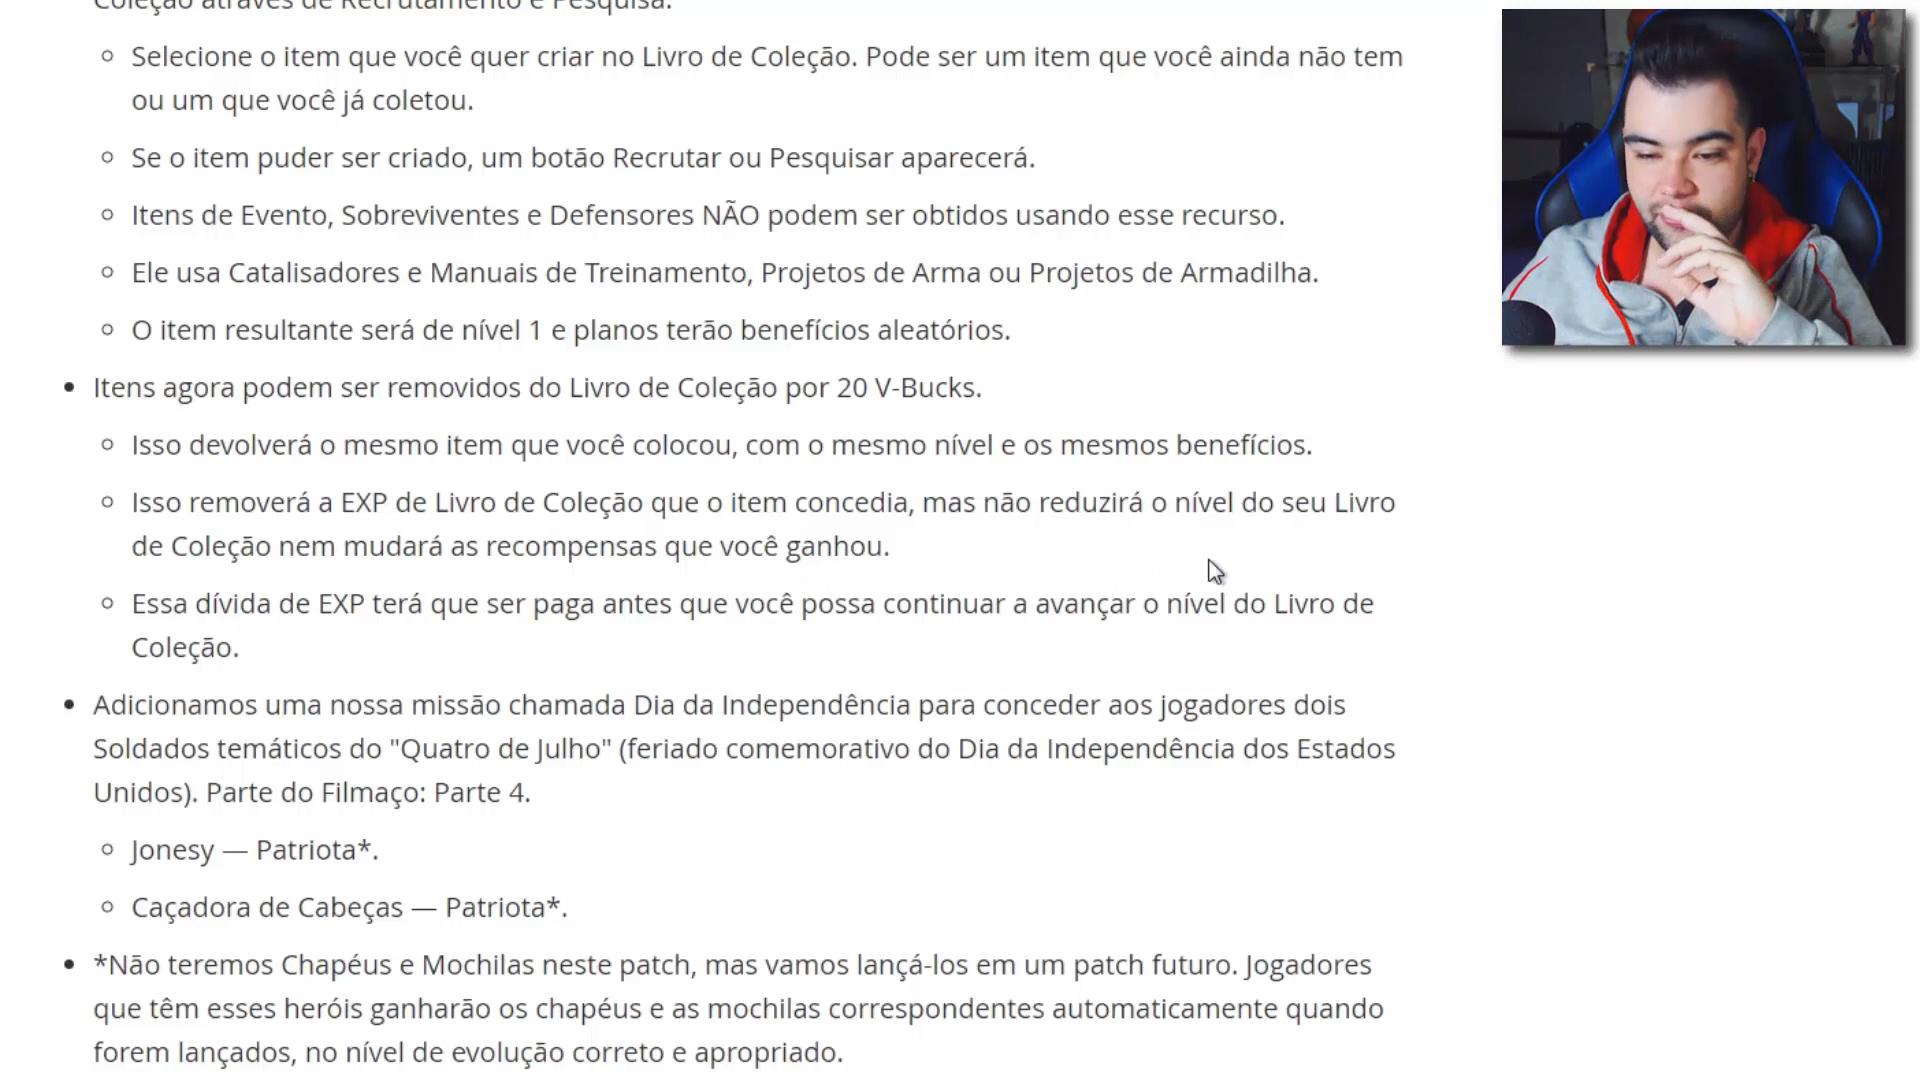 Coleção através de Recrutamento e Pesquisa.
Selecione o item que você quer criar no Livro de Coleção. Pode ser um item que você ainda não tem
ou um que você já coletou.
Se o item puder ser criado, um botão Recrutar ou Pesquisar aparecerá.
Itens de Evento, Sobreviventes e Defensores NÃO podem ser obtidos usando esse recurso.
Ele usa Catalisadores e Manuais de Treinamento, Projetos de Arma ou Projetos de Armadilha.
O item resultante será de nível 1 e planos terão benefícios aleatórios.
Itens agora podem ser removidos do Livro de Coleção por 20 V-Bucks.
Isso devolverá o mesmo item que você colocou, com o mesmo nível e os mesmos benefícios.
Isso removerá a EXP de Livro de Coleção que o item concedia, mas não reduzirá o nível do seu Livro
de Coleção nem mudará as recompensas que você ganhou.
Essa dívida de EXP terá que ser paga antes que você possa continuar a avançar o nível do Livro de
Coleção.
Adicionamos uma nossa missão chamada Dia da Independência para conceder aos jogadores dois
Soldados temáticos do "Quatro de Julho" (feriado comemorativo do Dia da Independência dos Estados
Unidos). Parte do Filmaço: Parte 4.
Jonesy — Patriota*.
Caçadora de Cabeças — Patriota*.
*Não teremos Chapéus e Mochilas neste patch, mas vamos lançá-los em um patch futuro. Jogadores
que têm esses heróis ganharão os chapéus e as mochilas correspondentes automaticamente quando
forem lançados, no nível de evolução correto e apropriado.